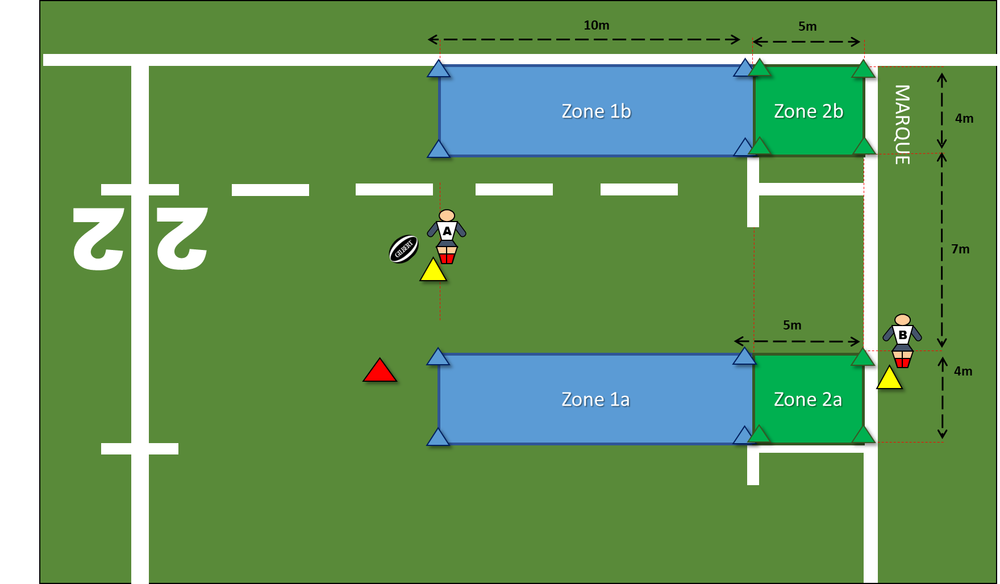 10m
5m
Zone 1b
Zone 2b
MARQUE
4m
22
A
GILBERT
7m
5m
B
4m
Zone 1a
Zone 2a